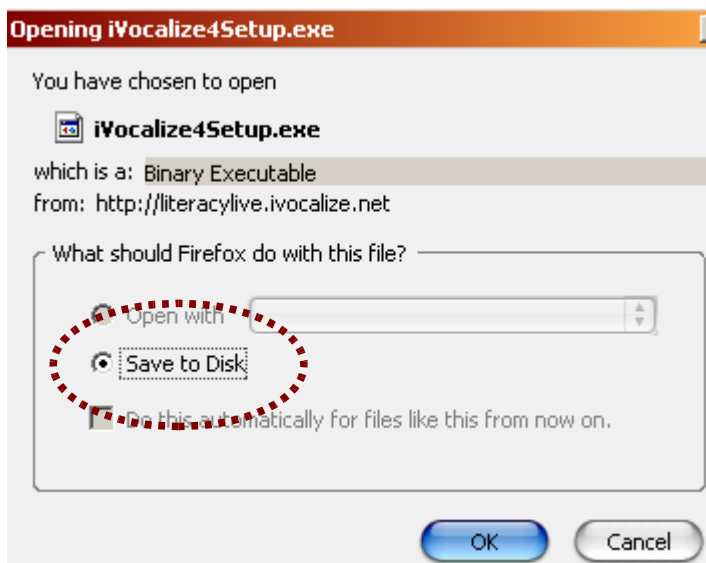 Opening iVocalize4Setup.exe
You have chosen to open
iVocalize4Setup.exe
which is a: Binary Executable
from: http://literacylive.ivocalize.net
What should Firefox do with this file?
Open with
Save to Disk
Do this automatically for files like this from now on.
OK Cancel